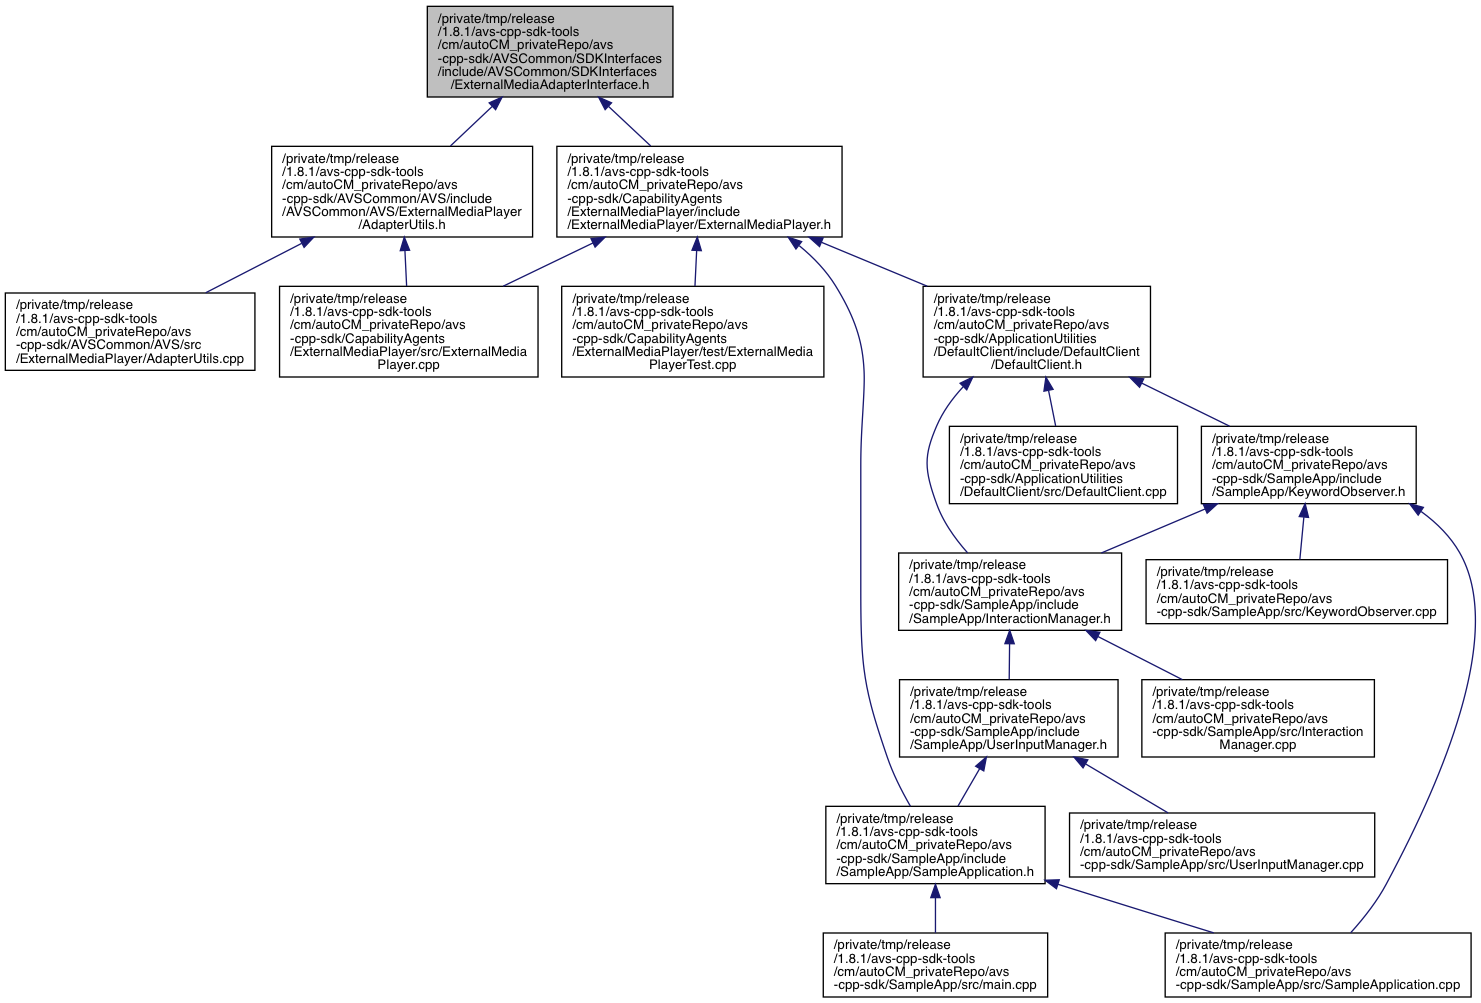 /private/tmp/release
/1.8.1/avs-cpp-sdk-tools
/cm/autoCM_privateRepo/avs
-cpp-sdk/AVSCommon/SDKInterfaces
/include/AVSCommon/SDKInterfaces
/ExternalMediaAdapterInterface.h
/private/tmp/release
/1.8.1/avs-cpp-sdk-tools
/cm/autoCM_privateRepo/avs
-cpp-sdk/AVSCommon/AVS/include
/AVSCommon/AVS/ExternalMediaPlayer
/AdapterUtils.h
/private/tmp/release
/1.8.1/avs-cpp-sdk-tools
/cm/autoCM_privateRepo/avs
-cpp-sdk/CapabilityAgents
/ExternalMediaPlayer/include
/ExternalMediaPlayer/ExternalMediaPlayer.h
/private/tmp/release
/1.8.1/avs-cpp-sdk-tools
/cm/autoCM_privateRepo/avs
-cpp-sdk/AVSCommon/AVS/src
/ExternalMediaPlayer/AdapterUtils.cpp
/private/tmp/release
/1.8.1/avs-cpp-sdk-tools
/cm/autoCM_privateRepo/avs
-cpp-sdk/CapabilityAgents
/ExternalMediaPlayer/src/ExternalMedia
Player.cpp
/private/tmp/release
/1.8.1/avs-cpp-sdk-tools
/cm/autoCM_privateRepo/avs
-cpp-sdk/CapabilityAgents
/ExternalMediaPlayer/test/ExternalMedia
PlayerTest.cpp
/private/tmp/release
/1.8.1/avs-cpp-sdk-tools
/cm/autoCM_privateRepo/avs
-cpp-sdk/ApplicationUtilities
/DefaultClient/include/DefaultClient
/DefaultClient.h
/private/tmp/release
/1.8.1/avs-cpp-sdk-tools
/cm/autoCM_privateRepo/avs
-cpp-sdk/ApplicationUtilities
/DefaultClient/src/DefaultClient.cpp
/private/tmp/release
/1.8.1/avs-cpp-sdk-tools
/cm/autoCM_privateRepo/avs
-cpp-sdk/SampleApp/include
/SampleApp/KeywordObserver.h
/private/tmp/release
/1.8.1/avs-cpp-sdk-tools
/cm/autoCM_privateRepo/avs
-cpp-sdk/SampleApp/include
/SampleApp/InteractionManager.h
/private/tmp/release
/1.8.1/avs-cpp-sdk-tools
/cm/autoCM_privateRepo/avs
-cpp-sdk/SampleApp/src/KeywordObserver.cpp
/private/tmp/release
/1.8.1/avs-cpp-sdk-tools
/cm/autoCM_privateRepo/avs
-cpp-sdk/SampleApp/include
/SampleApp/UserInputManager.h
/private/tmp/release
/1.8.1/avs-cpp-sdk-tools
/cm/autoCM_privateRepo/avs
-cpp-sdk/SampleApp/src/Interaction
Manager.cpp
/private/tmp/release
/1.8.1/avs-cpp-sdk-tools
/cm/autoCM_privateRepo/avs
-cpp-sdk/SampleApp/include
/SampleApp/SampleApplication.h
/private/tmp/release
/1.8.1/avs-cpp-sdk-tools
/cm/autoCM_privateRepo/avs
-cpp-sdk/SampleApp/src/UserInputManager.cpp
/private/tmp/release
/1.8.1/avs-cpp-sdk-tools
/cm/autoCM_privateRepo/avs
-cpp-sdk/SampleApp/src/main.cpp
/private/tmp/release
/1.8.1/avs-cpp-sdk-tools
/cm/autoCM_privateRepo/avs
-cpp-sdk/SampleApp/src/SampleApplication.cpp